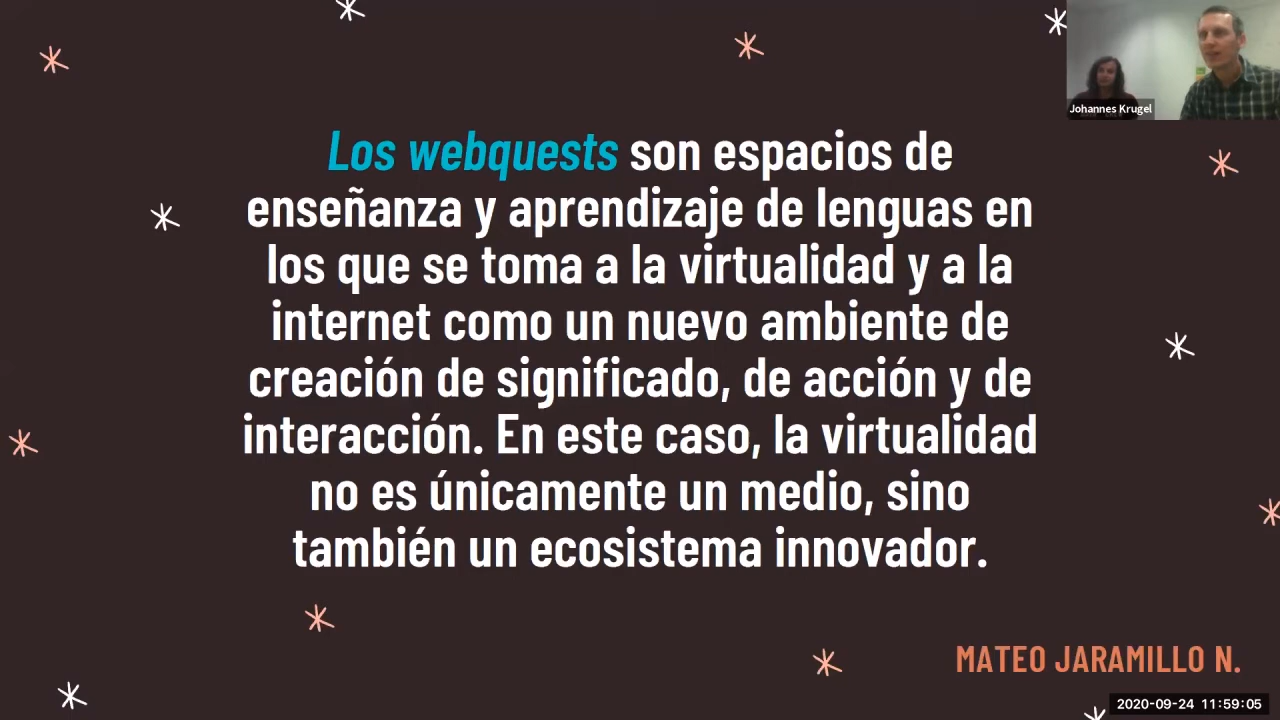 Johannes Krugel
Los webquests son espacios de
enseñanza y aprendizaje de lenguas en
los que se toma a la virtualidad y a la
internet como un nuevo ambiente de
creación de significado, de acción y de
interacción. En este caso, la virtualidad
no es únicamente un medio, sino
también un ecosistema innovador.
MATEO JARAMILLO N.
2020-09-24 11:59:05